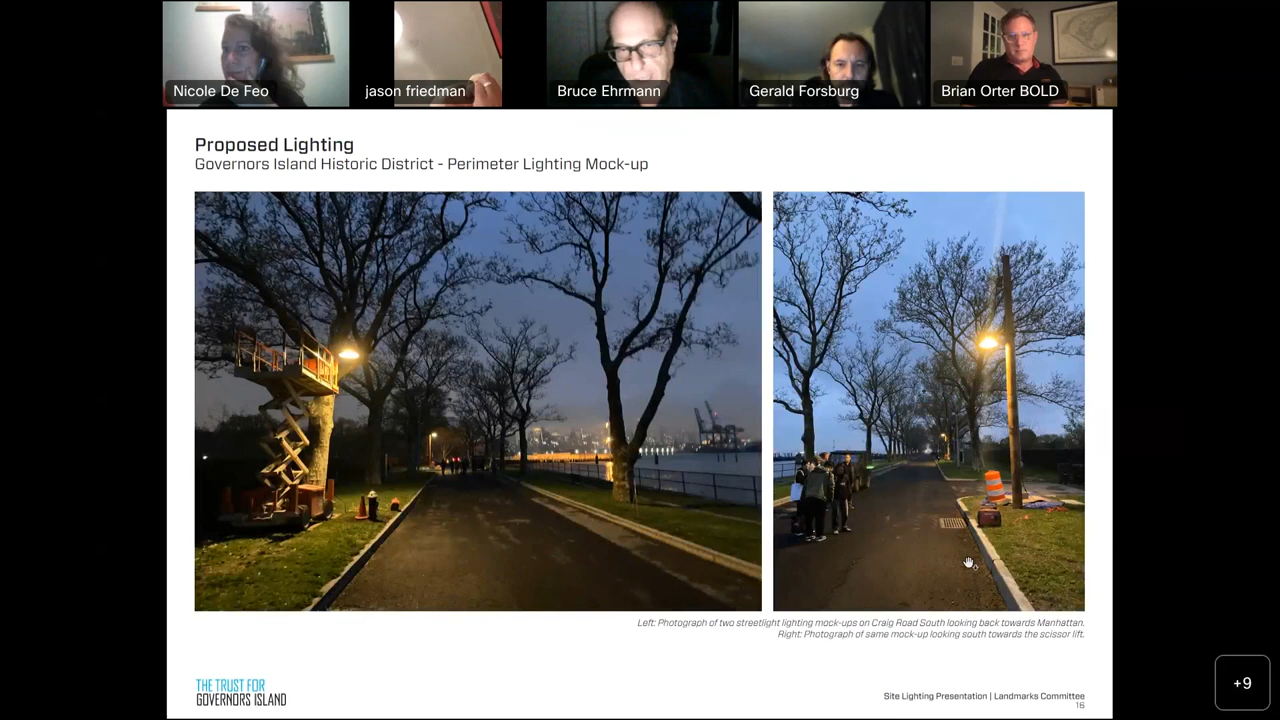 Nicole De Feo
jason friedman
Bruce Ehrmann
Gerald Forsburg
Brian Orter BOLD
Proposed Lighting
Governors Island Historic District - Perimeter Lighting Mock-up
Left: Photograph of two streetlight lighting mock-ups on Craig Road South looking back towards Manhattan.
Right: Photograph of same mock-up looking south towards the scissor lift.
THE TRUST FOR
GOVERNORS ISLAND
Site Lighting Presentation | Landmarks Committee
16
+9